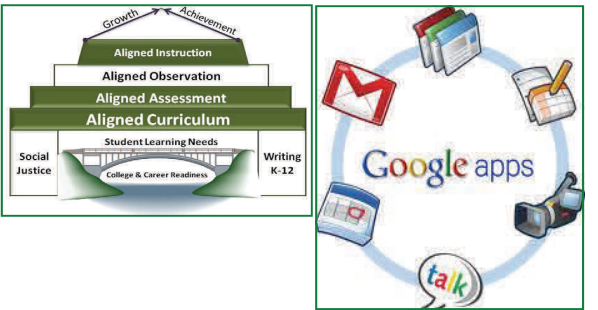 Growth
Achievement
Aligned Instruction
Aligned Observation
Aligned Assessment
Aligned Curriculum
Student Learning Needs
Social
Justice
College & Career Readiness
Writing
K-12
Google apps
talk